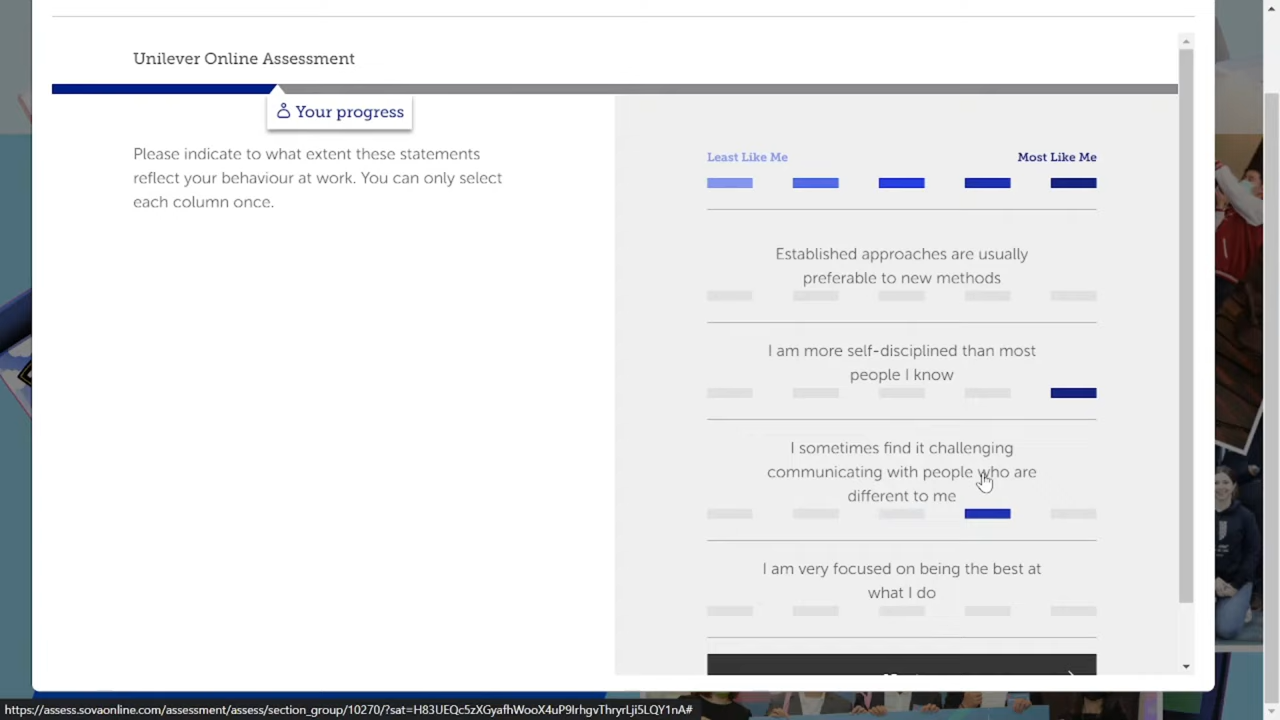 Unilever Online Assessment
Your progress
Please indicate to what extent these statements
reflect your behaviour at work. You can only select
each column once.
Least Like Me
Most Like Me
Established approaches are usually
preferable to new methods
I am more self-disciplined than most
people I know
I sometimes find it challenging
communicating with people who are
different to me
I am very focused on being the best at
what I do
https://assess.sovaonline.com/assessment/assess/section_group/10270/?sat=H83UEQc5zXGyafhWooX4uP9IrhgvThryrLji5LQY1nA#